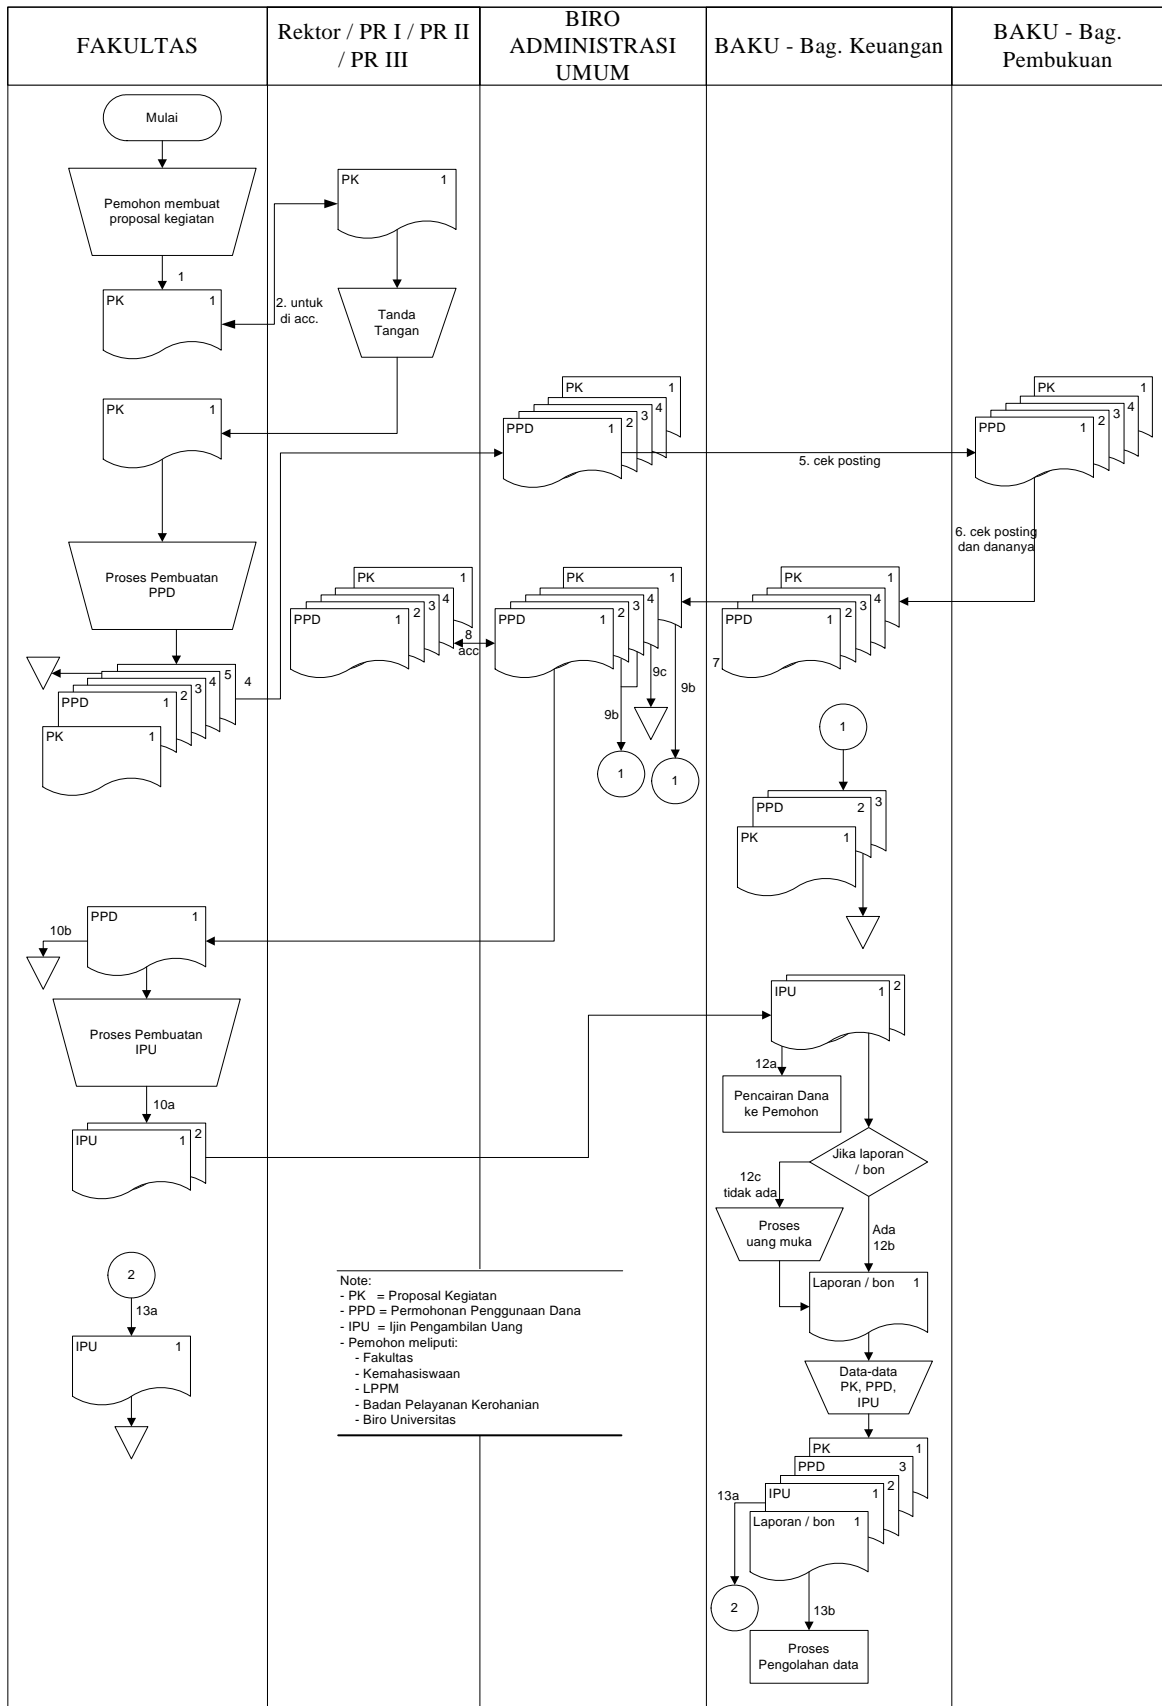 FAKULTAS
Rektor / PR I / PR II
/ PR III
BIRO
ADMINISTRASI
UMUM
BAKU - Bag. Keuangan
BAKU - Bag.
Pembukuan
Mulai
Pemohon membuat
proposal kegiatan
1
PK 1
2. untuk
di acc.
PK 1
Tanda
Tangan
PK 1
Proses Pembuatan
PPD
5
4
3
2
PPD 1
PK 1
4
PK 1
4
3
2
PPD 1
5. cek posting
PK 1
4
3
2
PPD 1
6. cek posting
dan dananya
PK 1
4
3
2
PPD 1
7
PK 1
4
3
2
PPD 1
8
acc
PK 1
4
3
2
PPD 1
9c
9b
9b
1
1
1
3
PPD 2
PK 1
PPD 1
10b
Proses Pembuatan
IPU
10a
2
IPU 1
2
IPU 1
12a
Pencairan Dana
ke Pemohon
Jika laporan
/ bon
12c
tidak ada
Proses
uang muka
Ada
12b
Laporan / bon 1
Data-data
PK, PPD,
IPU
PK 1
PPD 3
2
IPU 1
Laporan / bon 1
13a
2
13b
Proses
Pengolahan data
2
13a
IPU 1
Note:
- PK = Proposal Kegiatan
- PPD = Permohonan Penggunaan Dana
- IPU = Ijin Pengambilan Uang
- Pemohon meliputi:
- Fakultas
- Kemahasiswaan
- LPPM
- Badan Pelayanan Kerohanian
- Biro Universitas